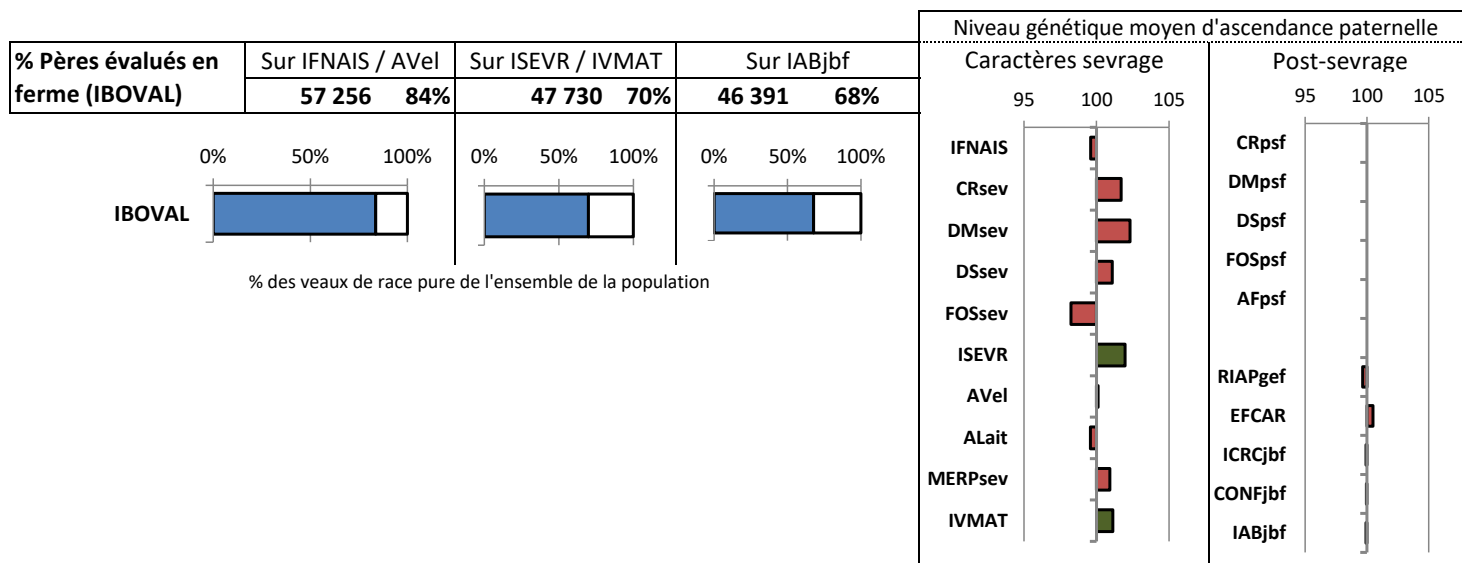 % Pères évalués en ferme (IBOVAL)
Sur IFNAIS / AVel
Sur ISEVR / IVMAT
Sur IABjbf
57 256 84%
47 730 70%
46 391 68%
0% 50% 100%
0% 50% 100%
0% 50% 100%
IBOVAL
% des veaux de race pure de l'ensemble de la population
Niveau génétique moyen d'ascendance paternelle
Caractères sevrage
95 100 105
IFNAIS
CRsev
DMsev
DSsev
FOSsev
ISEVR
AVel
ALait
MERPsev
IVMAT
Post-sevrage
95 100 105
CRpsf
DMpsf
DSpsf
FOSpsf
AFpsf
RIAPgef
EFCAR
ICRCjbf
CONFjbf
IABjbf